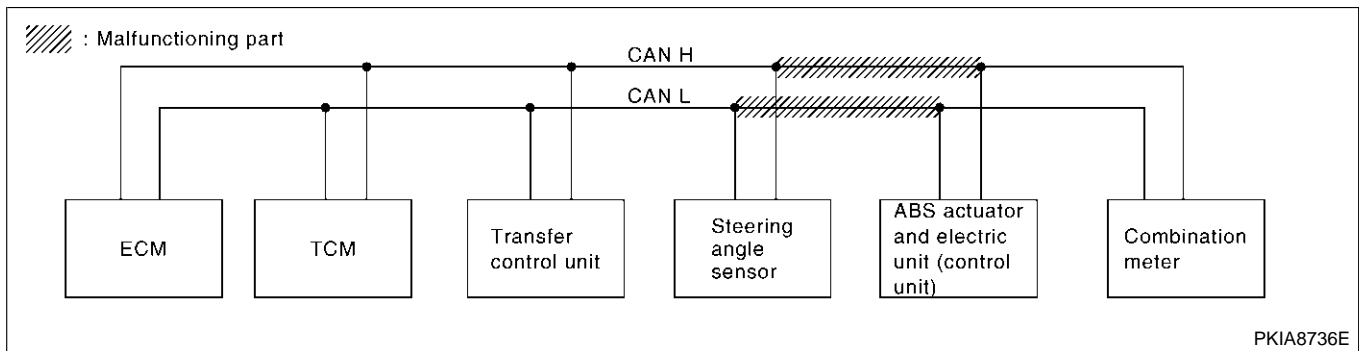 : Malfunctioning part
CAN H
CAN L
ECM
TCM
Transfer
control unit
Steering
angle
sensor
ABS actuator
and electric
unit (control
unit)
Combination
meter
PKIA8736E